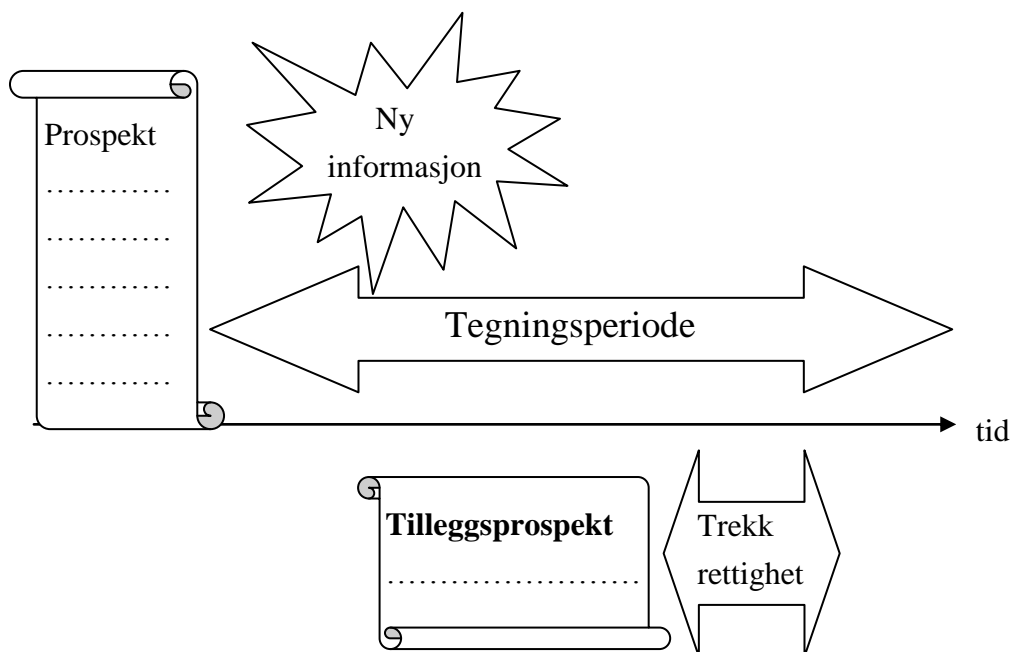 Prospekt
............
............
............
............
............
Ny
informasjon
Tegningsperiode
tid
Tilleggsprospekt
........................
Trekk
rettighet